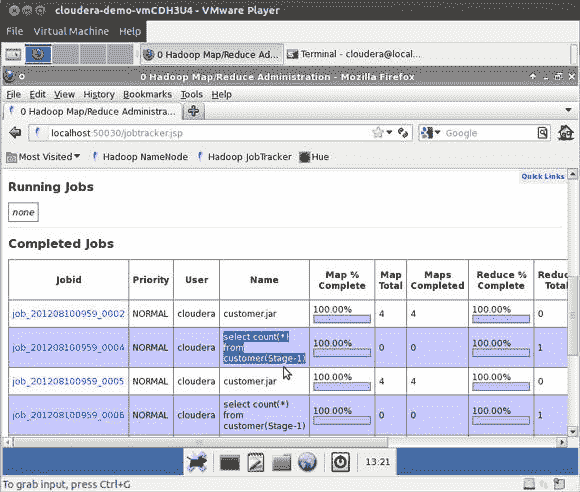 cloudera-demo-vmCDH3U4 - VMware Player
File Virtual Machine Help
0 Hadoop Map/Reduce Ad... Terminal - cloudera@local...
0 Hadoop Map/Reduce Administration - Mozilla Firefox
File Edit View History Bookmarks Tools Help
0 Hadoop Map/Reduce Administra...
localhost:50030/jobtracker.jsp Google
Most Visited Hadoop NameNode Hadoop JobTracker Hue
Quick Links
Running Jobs
none
Completed Jobs
Jobid Priority User Name Map % Complete Map Total Maps Completed Reduce % Complete Reduc Total
job_201208100959_0002 NORMAL cloudera customer.jar 100.00% 4 4 100.00% 0
job_201208100959_0004 NORMAL cloudera select count(*) from customer(Stage-1) 100.00% 0 0 100.00% 1
job_201208100959_0005 NORMAL cloudera customer.jar 100.00% 4 4 100.00% 0
job_201208100959_0006 NORMAL cloudera select count(*) from customer(Stage-1) 100.00% 0 0 100.00% 1
13:21
To grab input, press Ctrl+G